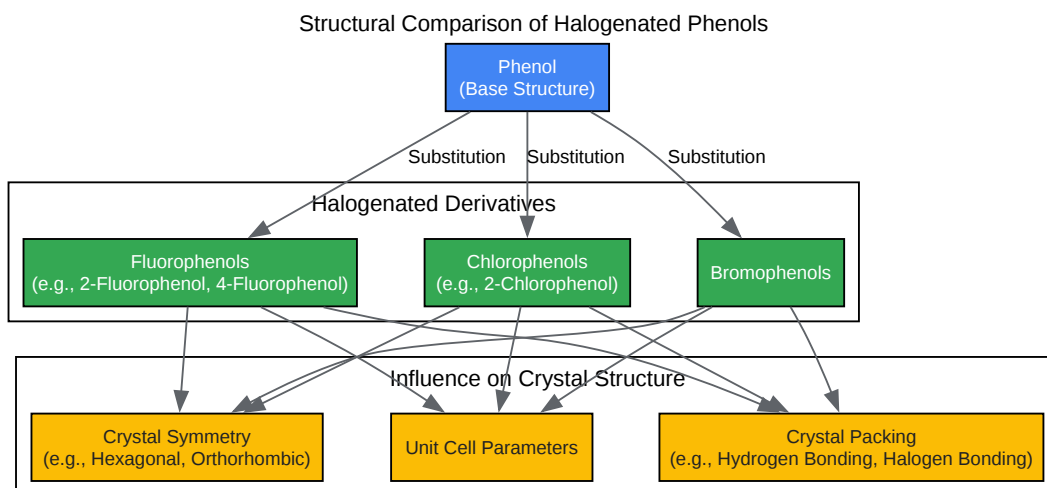 Structural Comparison of Halogenated Phenols
Phenol
(Base Structure)
Substitution
Substitution
Substitution
Halogenated Derivatives
Fluorophenols
(e.g., 2-Fluorophenol, 4-Fluorophenol)
Chlorophenols
(e.g., 2-Chlorophenol)
Bromophenols
Influence on Crystal Structure
Crystal Symmetry
(e.g., Hexagonal, Orthorhombic)
Unit Cell Parameters
Crystal Packing
(e.g., Hydrogen Bonding, Halogen Bonding)